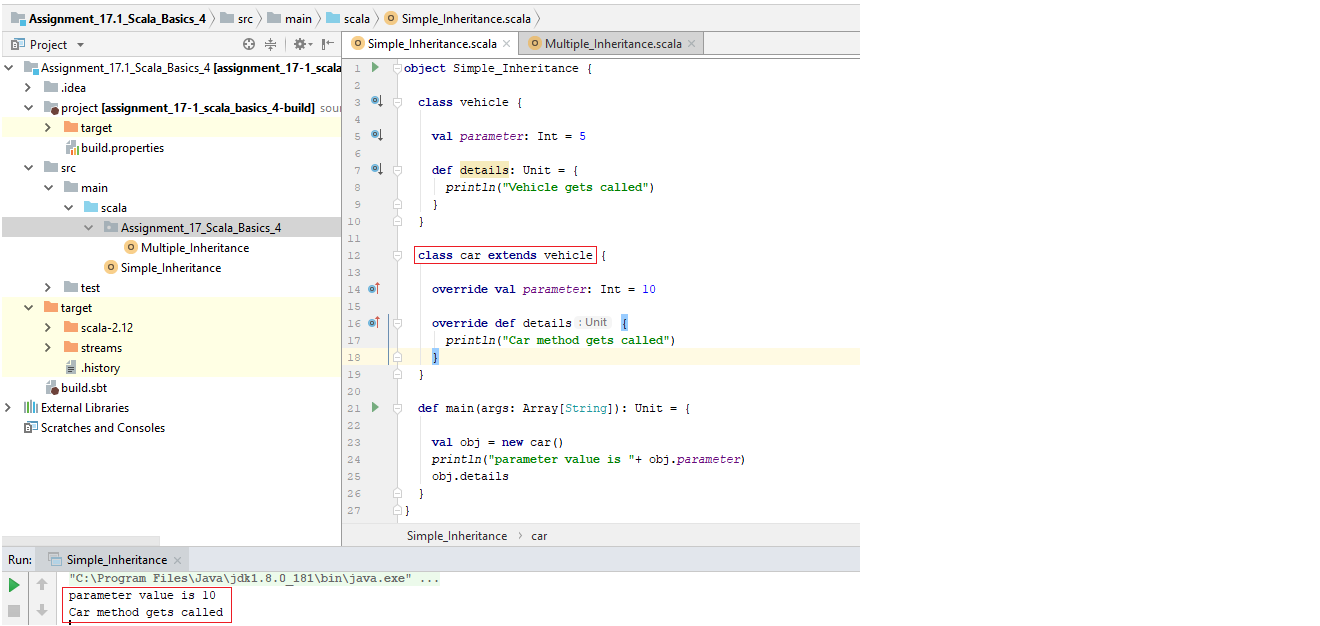 Assignment_17.1_Scala_Basics_4 src main scala Simple_Inheritance.scala
Project
Simple_Inheritance.scala Multiple_Inheritance.scala
Assignment_17.1_Scala_Basics_4 [assignment_17-1_scala
.idea
project [assignment_17-1_scala_basics_4-build] sour
target
build.properties
src
main
scala
Assignment_17_Scala_Basics_4
Multiple_Inheritance
Simple_Inheritance
test
target
scala-2.12
streams
.history
build.sbt
External Libraries
Scratches and Consoles
1 object Simple_Inheritance {
2
3 class vehicle {
4
5 val parameter: Int = 5
6
7 def details: Unit = {
8 println("Vehicle gets called")
9 }
10 }
11
12 class car extends vehicle {
13
14 override val parameter: Int = 10
15
16 override def details : Unit {
17 println("Car method gets called")
18 }
19 }
20
21 def main(args: Array[String]): Unit = {
22
23 val obj = new car()
24 println("parameter value is "+ obj.parameter)
25 obj.details
26 }
27 }
Simple_Inheritance car
Run: Simple_Inheritance
"C:\Program Files\Java\jdk1.8.0_181\bin\java.exe" ...
parameter value is 10
Car method gets called